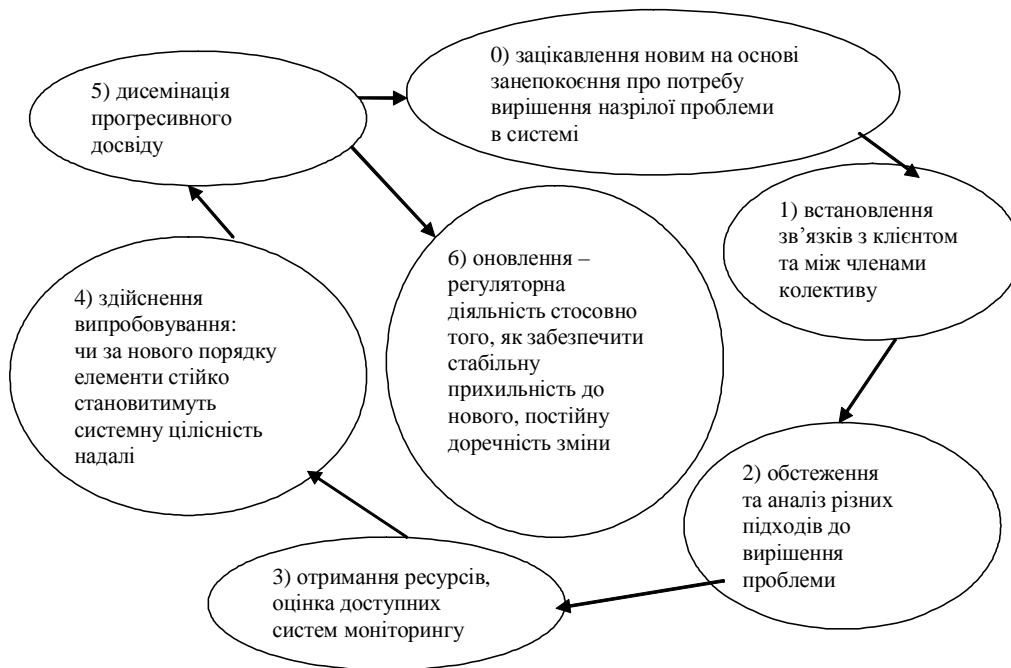 0) зацікавлення новим на основі
занепокоєння про потребу
вирішення назрілої проблеми
в системі
1) встановлення
зв’язків з клієнтом
та між членами
колективу
2) обстеження
та аналіз різних
підходів до
вирішення
проблеми
3) отримання ресурсів,
оцінка доступних
систем моніторингу
4) здійснення
випробовування:
чи за нового порядку
елементи стійко
становитимуть
системну цілісність
надалі
5) дисемінація
прогресивного
досвіду
6) оновлення –
регуляторна
діяльність стосовно
того, як забезпечити
стабільну
прихильність до
нового, постійну
доречність зміни